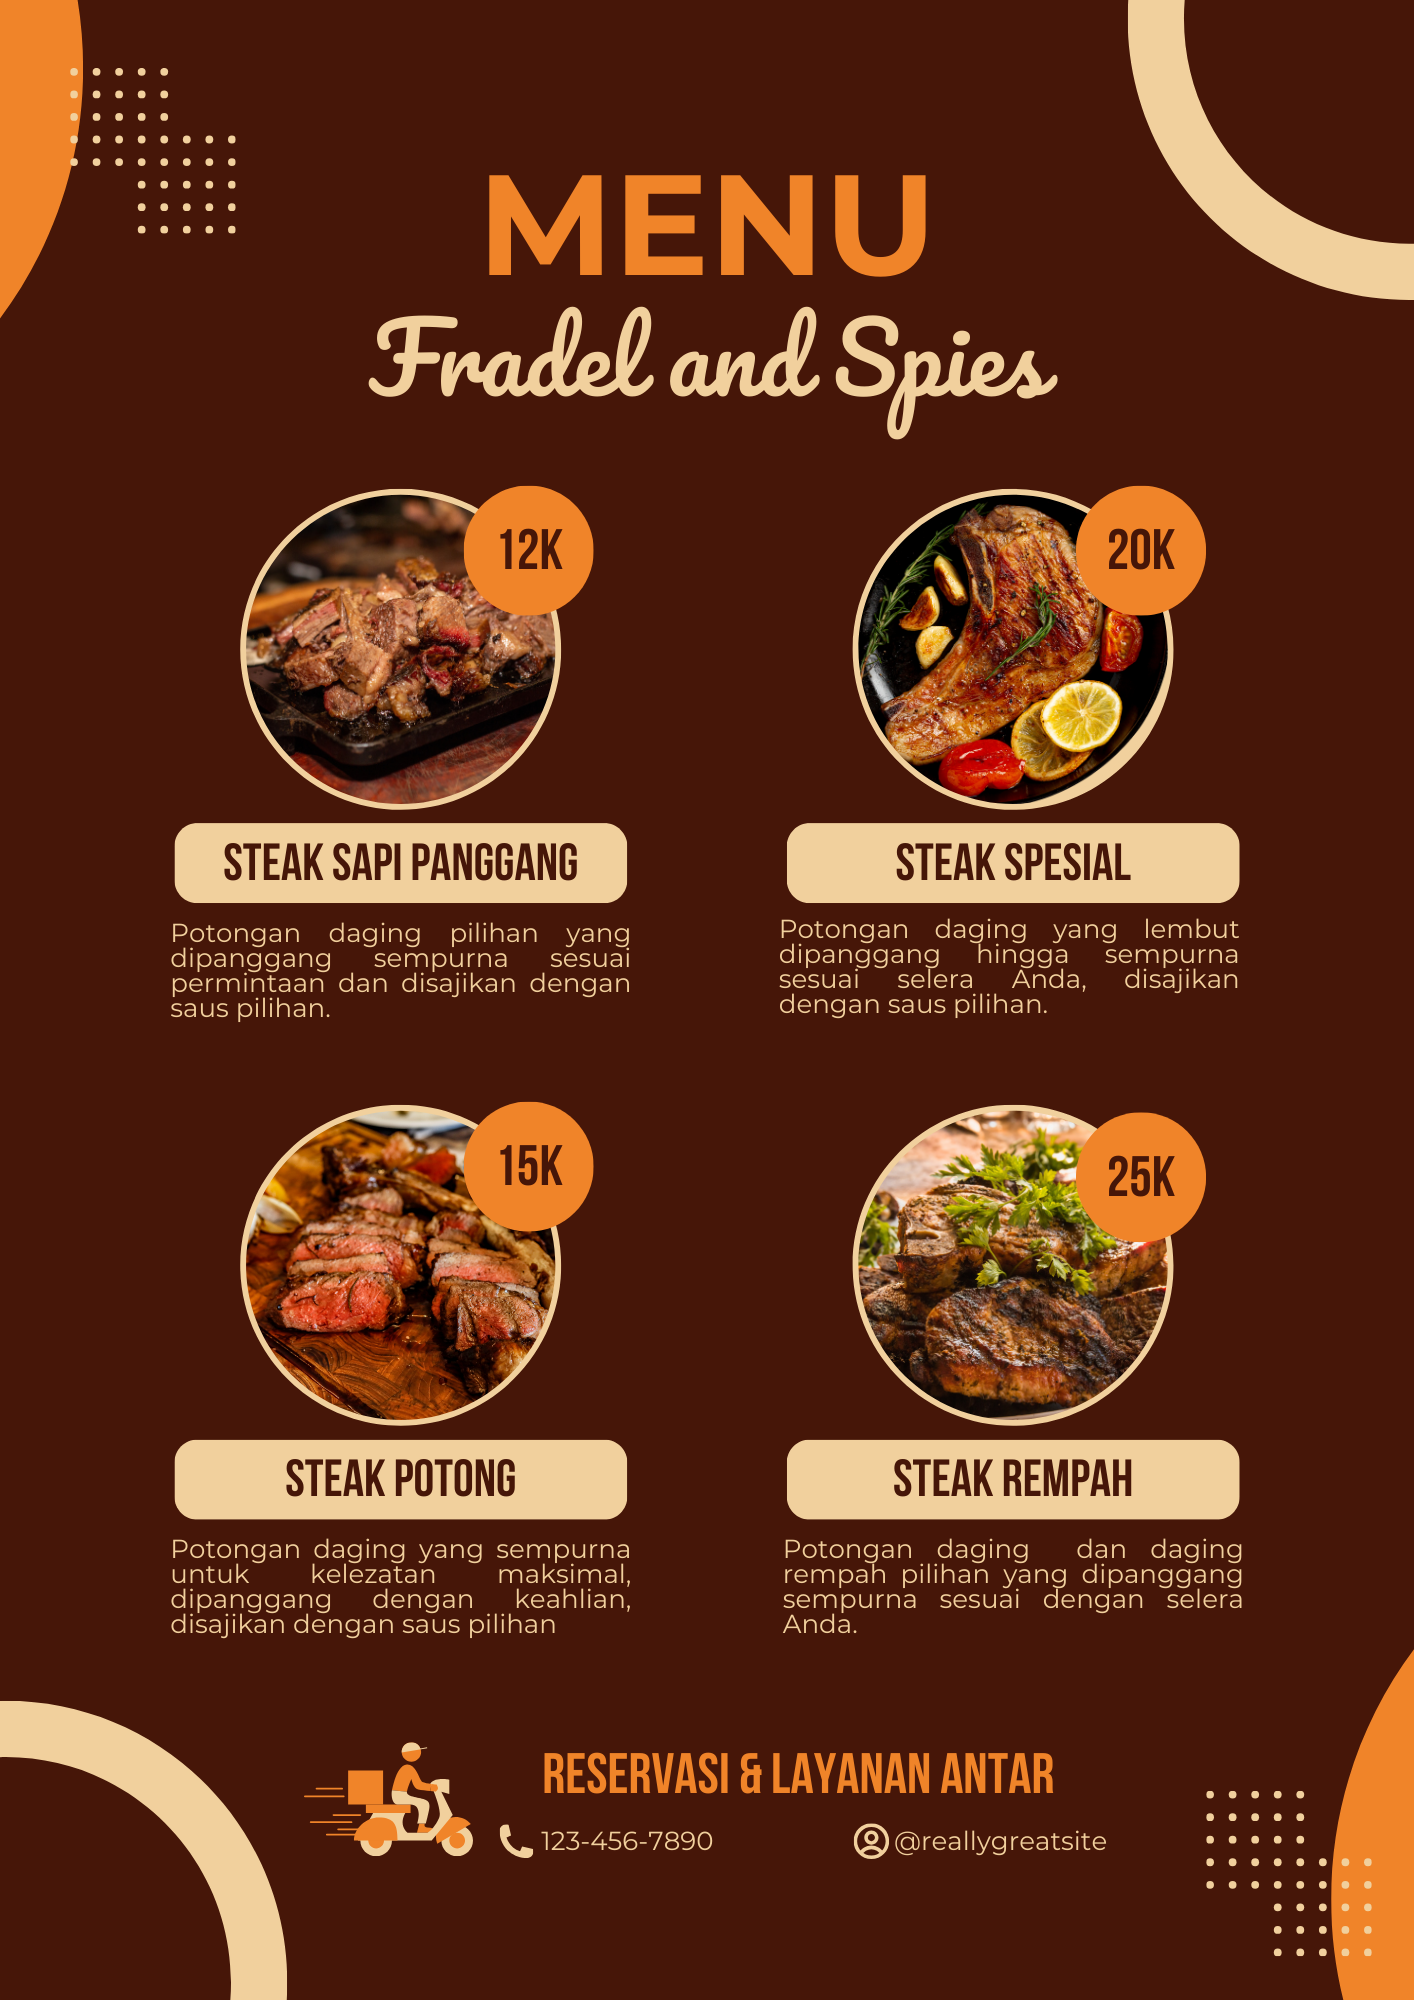 MENU
Fradel and Spies
12K
STEAK SAPI PANGGANG
Potongan daging pilihan yang
dipanggang sempurna sesuai
permintaan dan disajikan dengan
saus pilihan.
20K
STEAK SPESIAL
Potongan daging yang lembut
dipanggang hingga sempurna
sesuai selera Anda, disajikan
dengan saus pilihan.
15K
STEAK POTONG
Potongan daging yang sempurna
untuk kelezatan maksimal,
dipanggang dengan keahlian,
disajikan dengan saus pilihan
25K
STEAK REMPAH
Potongan daging dan daging
rempah pilihan yang dipanggang
sempurna sesuai dengan selera
Anda.
RESERVASI & LAYANAN ANTAR
123-456-7890
@reallygreatsite